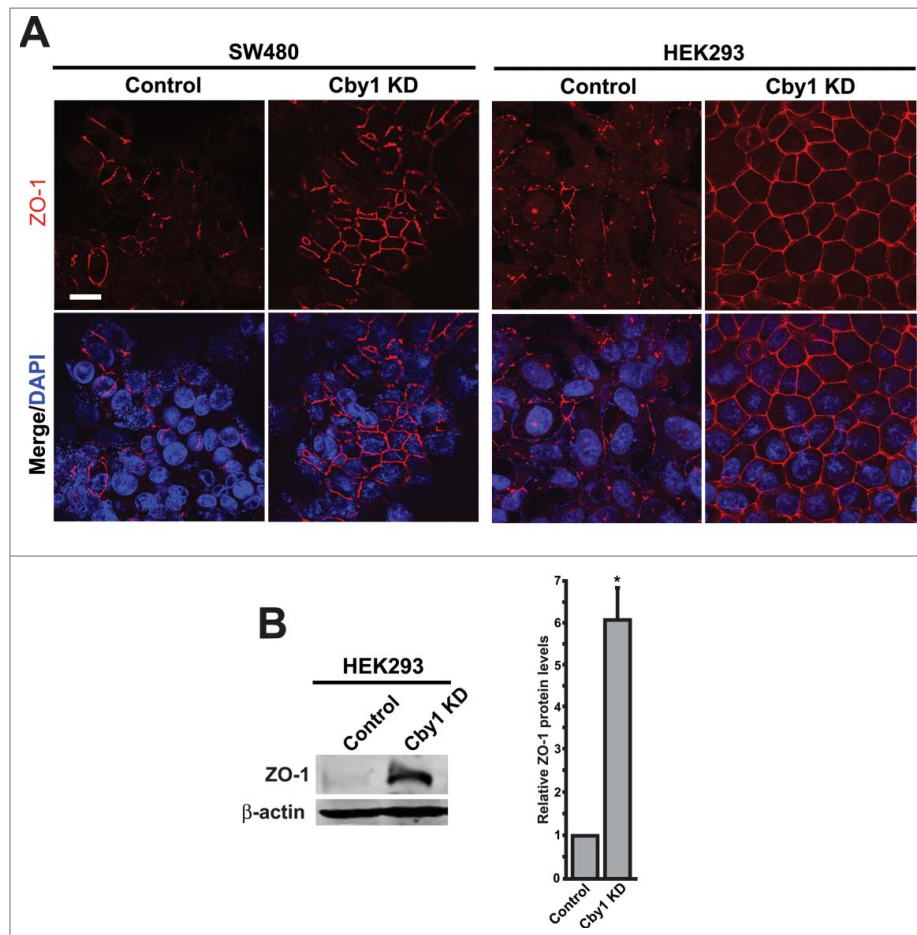 A
SW480
HEK293
Control
Cby1 KD
Control
Cby1 KD
ZO-1
Merge/DAPI
B
HEK293
Control
Cby1 KD
ZO-1
β-actin
Relative ZO-1 protein levels
7
6
5
4
3
2
1
0
*
Control
Cby1 KD